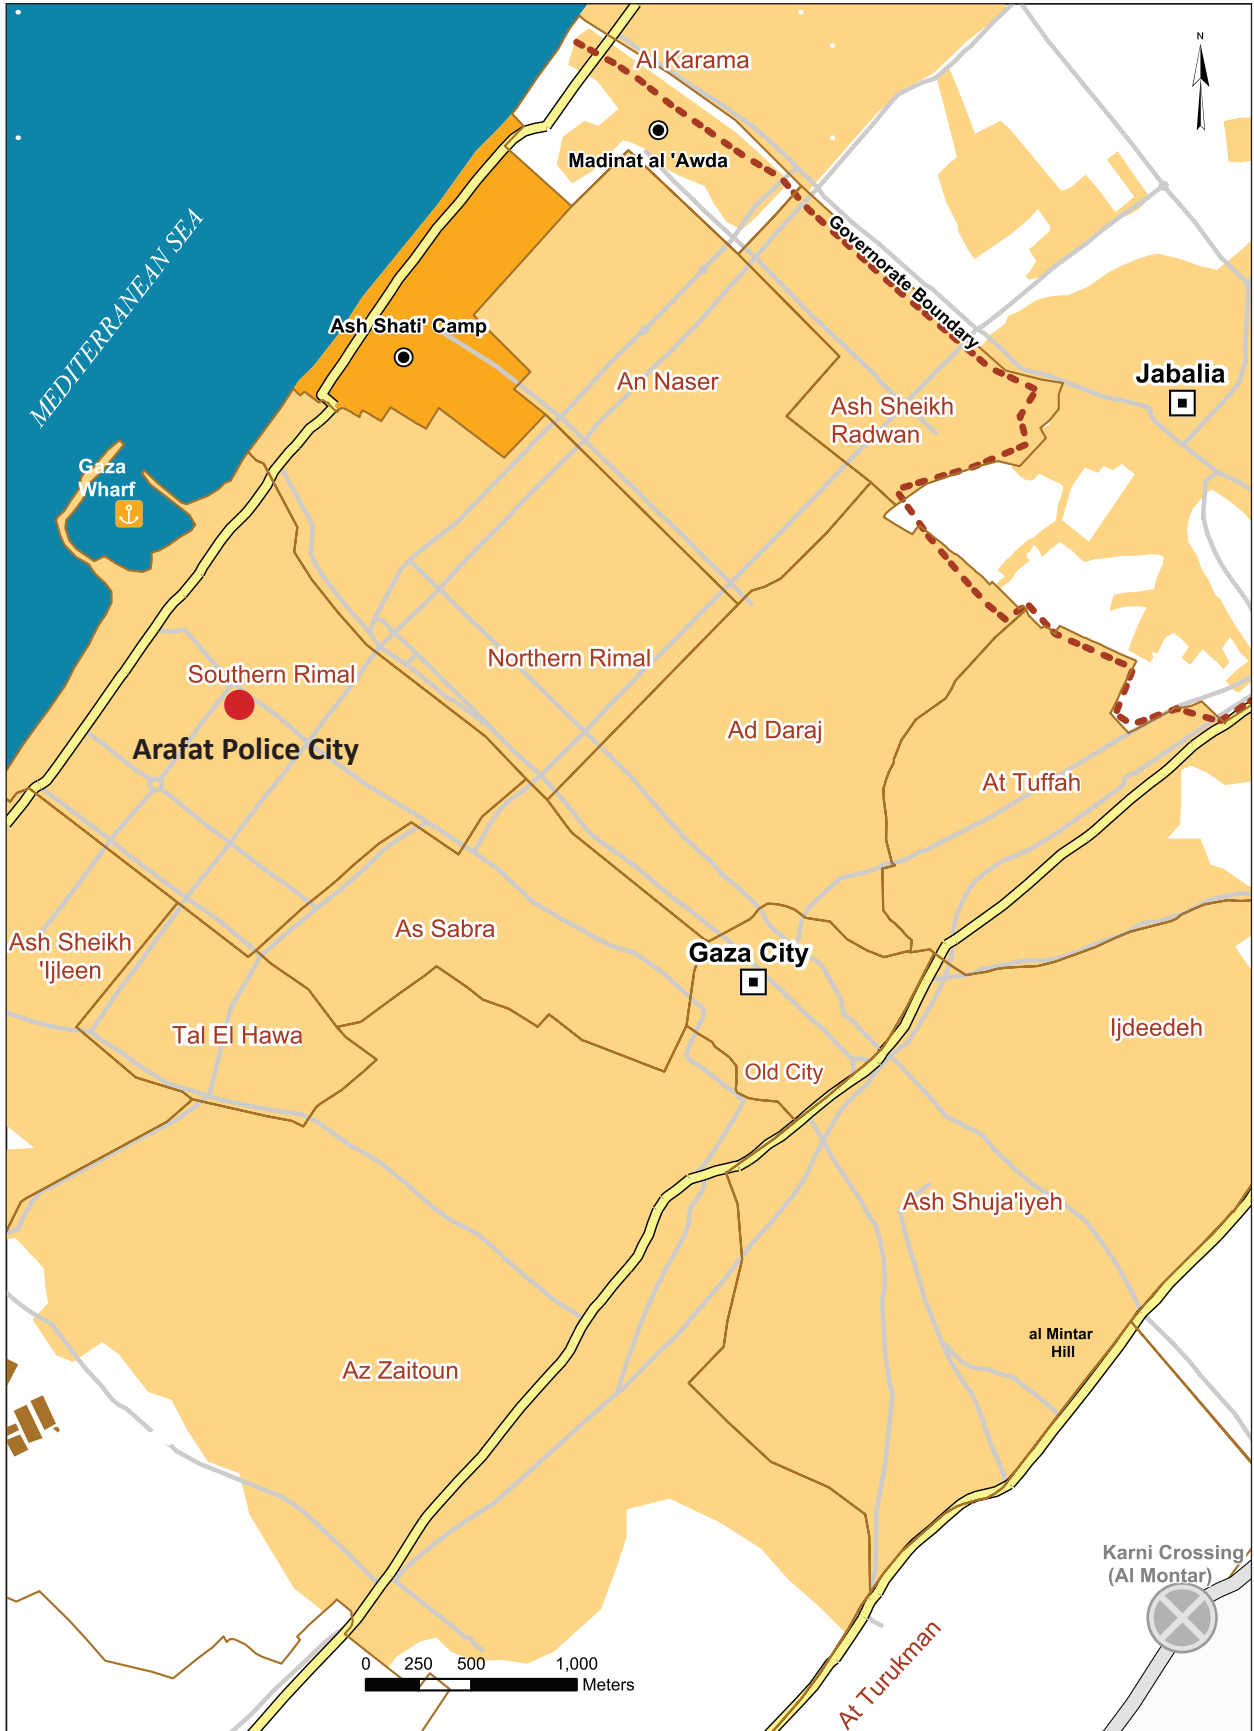 N
Al Karama
Madinat al 'Awda
MEDITERRANEAN SEA
Governorate Boundary
Ash Shati' Camp
Jabalia
An Naser
Ash Sheikh
Radwan
Gaza
Wharf
Northern Rimal
Southern Rimal
Ad Daraj
Arafat Police City
At Tuffah
As Sabra
Ash Sheikh
'Ijleen
Gaza City
Ijdeedeh
Tal El Hawa
Old City
Ash Shuja'iyeh
al Mintar
Hill
Az Zaitoun
Karni Crossing
(Al Montar)
At Turukman
0 250 500 1,000
Meters